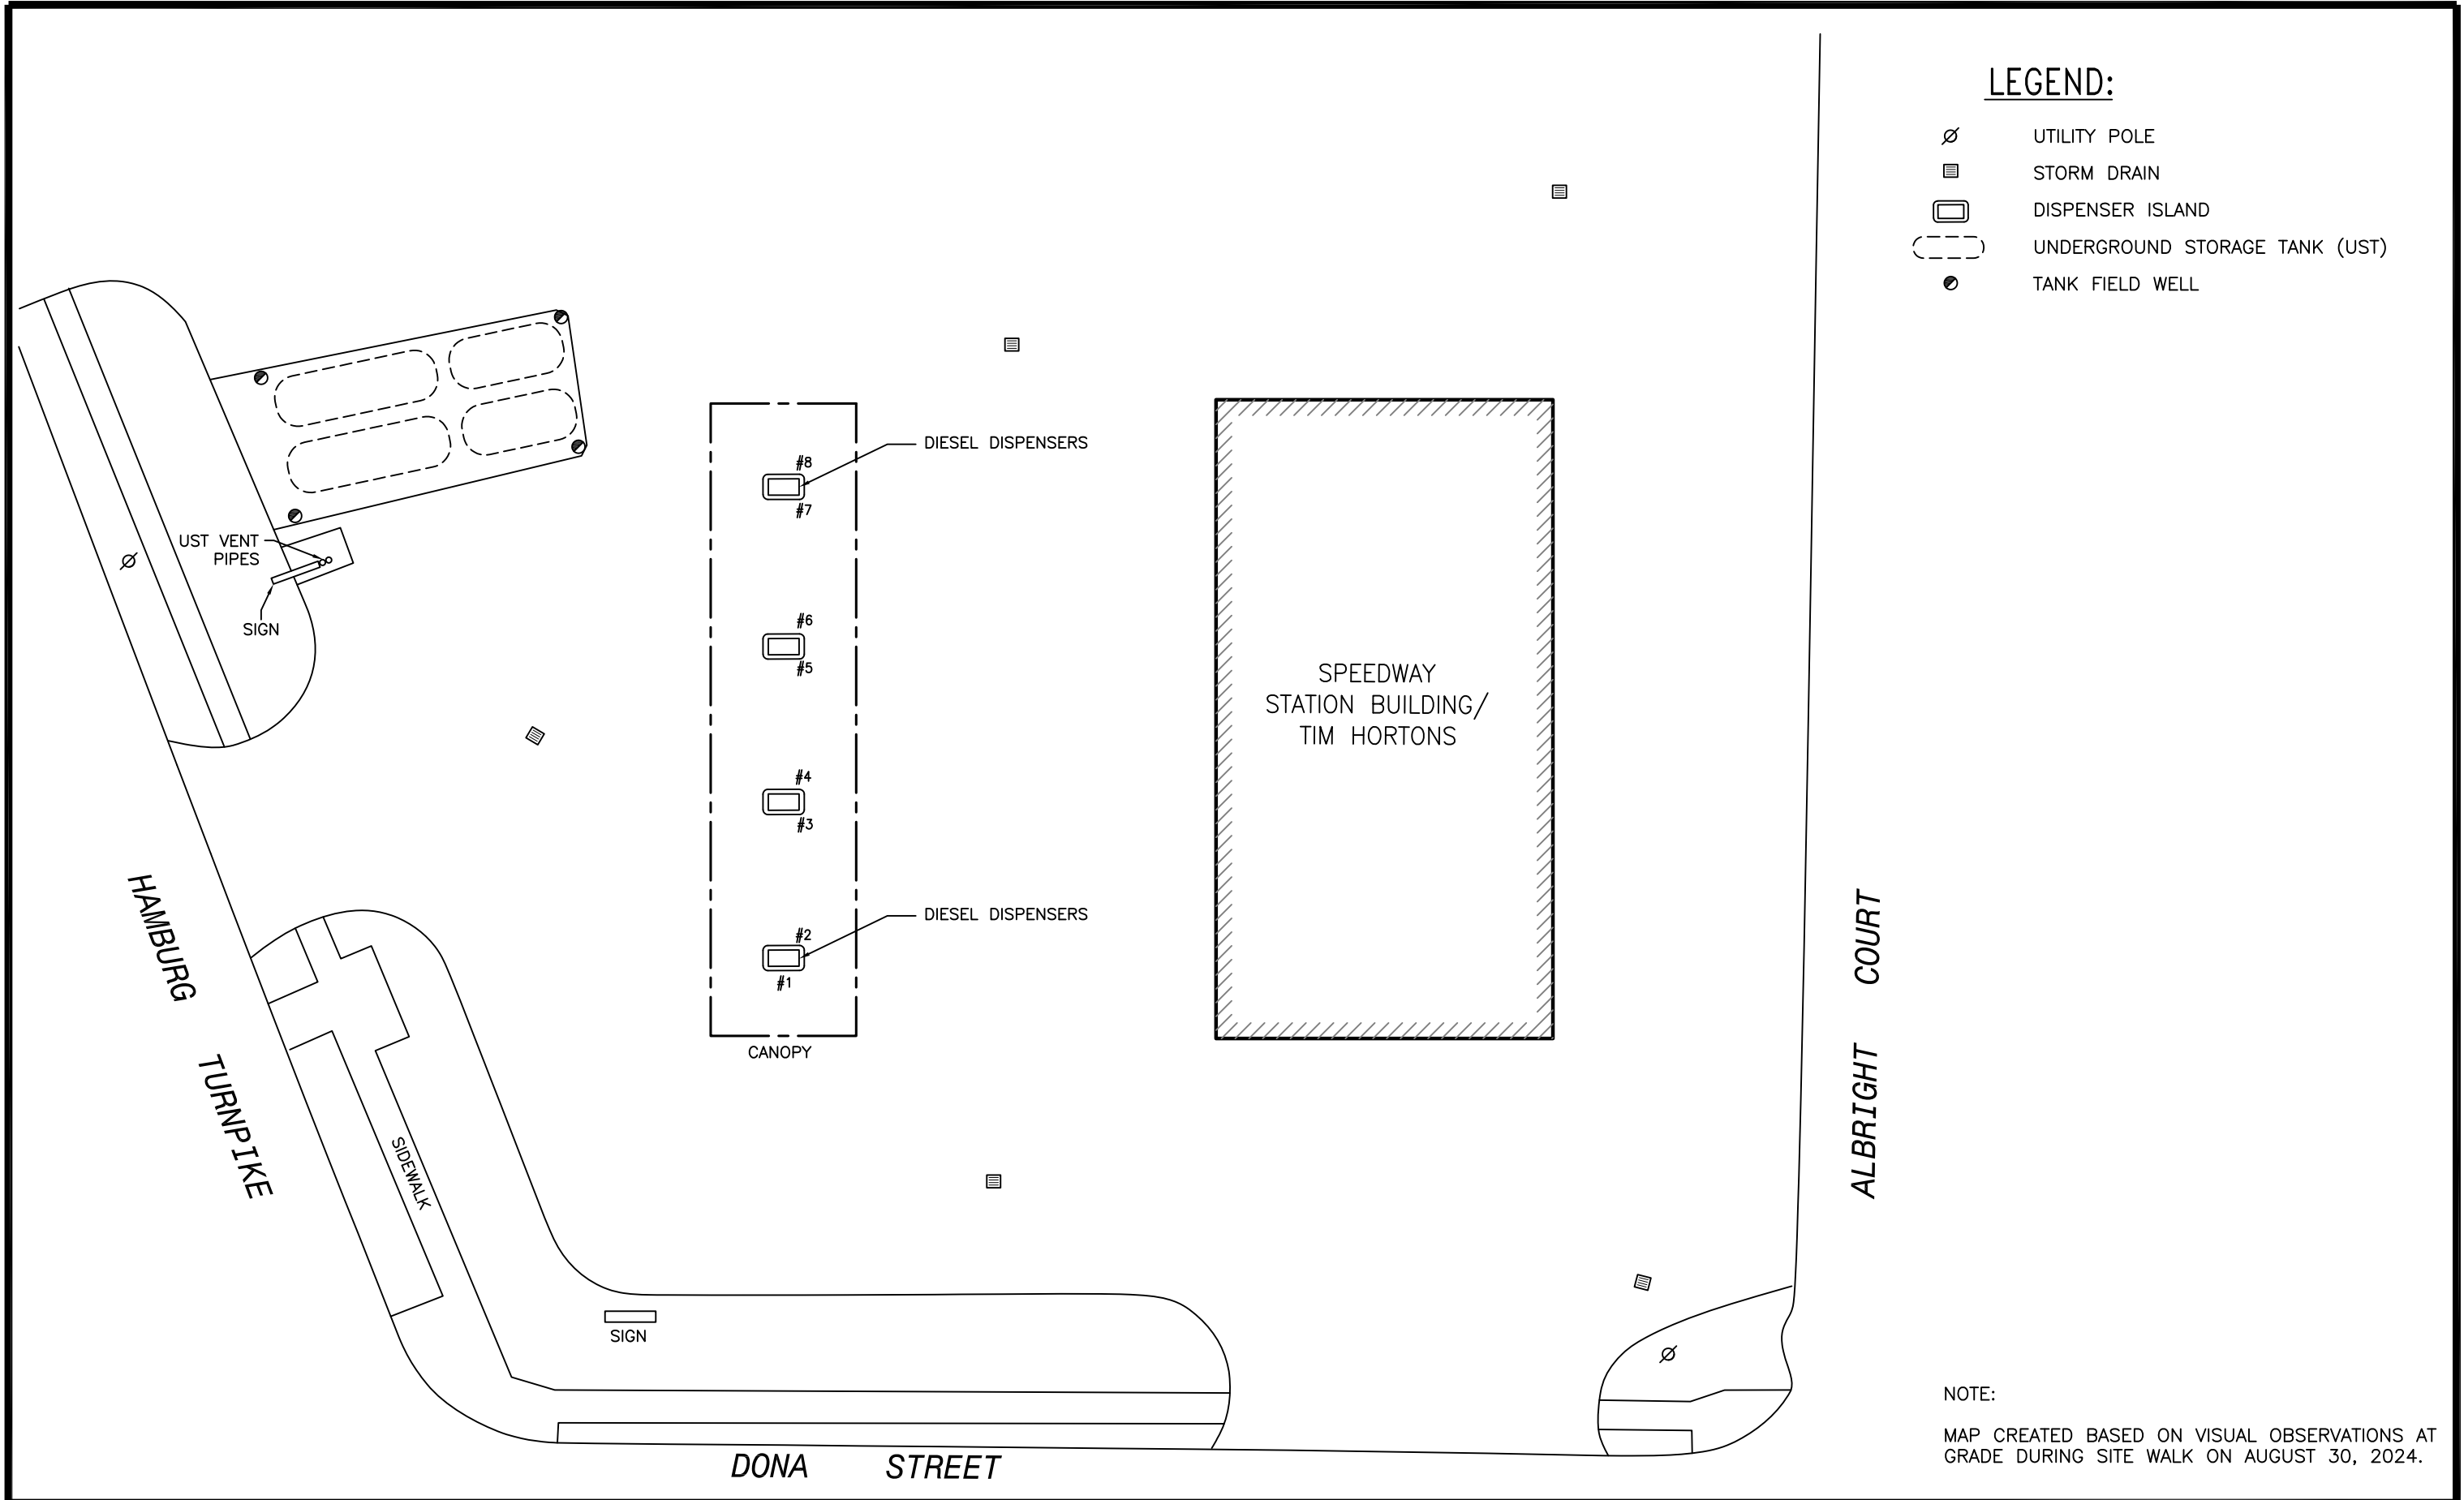 LEGEND:
UTILITY POLE
STORM DRAIN
DISPENSER ISLAND
UNDERGROUND STORAGE TANK (UST)
TANK FIELD WELL
DIESEL DISPENSERS
#8
#7
UST VENT
PIPES
SIGN
#6
#5
SPEEDWAY
STATION BUILDING/
TIM HORTONS
#4
#3
DIESEL DISPENSERS
#2
#1
CANOPY
HAMBURG TURNPIKE
SIDEWALK
ALBRIGHT COURT
SIGN
DONA STREET
NOTE:
MAP CREATED BASED ON VISUAL OBSERVATIONS AT
GRADE DURING SITE WALK ON AUGUST 30, 2024.